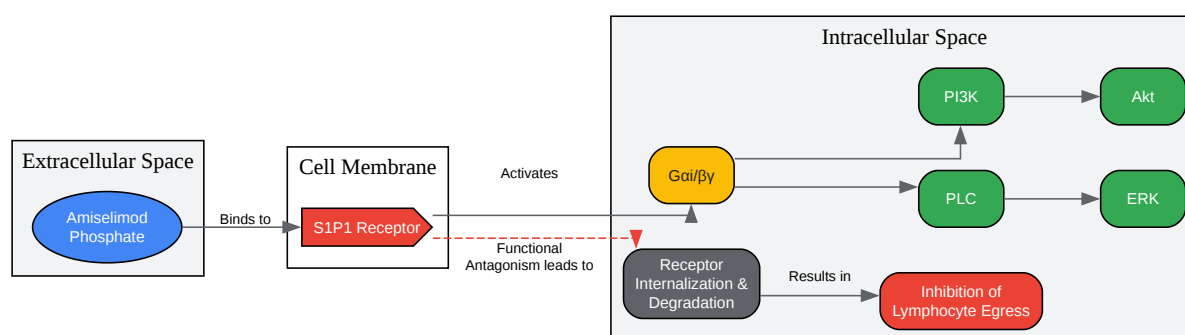 Intracellular Space
PI3K
Akt
Extracellular Space
Cell Membrane
Activates
Gαi/βγ
Amiselimod
Phosphate
Binds to
S1P1 Receptor
PLC
ERK
Functional
Antagonism leads to
Receptor
Internalization &
Degradation
Results in
Inhibition of
Lymphocyte Egress